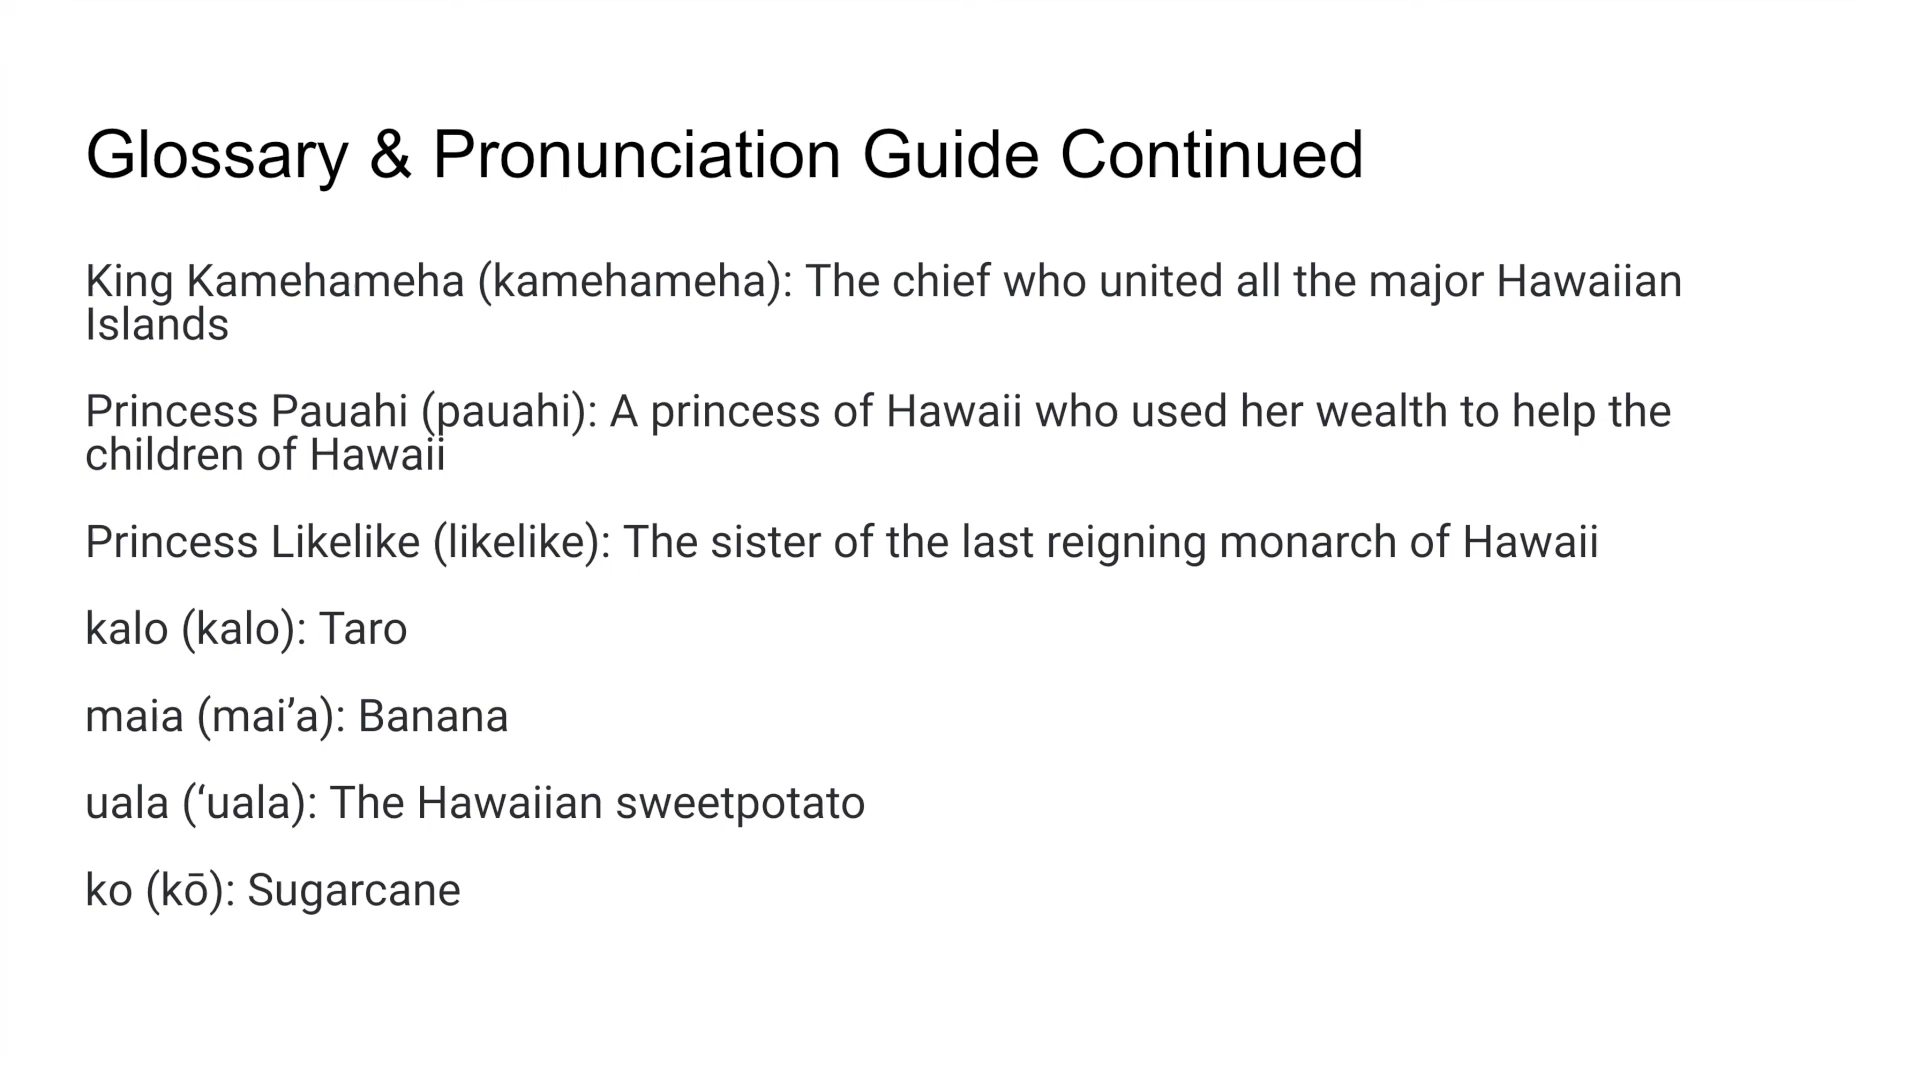 Glossary & Pronunciation Guide Continued
King Kamehameha (kamehameha): The chief who united all the major Hawaiian
Islands
Princess Pauahi (pauahi): A princess of Hawaii who used her wealth to help the
children of Hawaii
Princess Likelike (likelike): The sister of the last reigning monarch of Hawaii
kalo (kalo): Taro
maia (mai’a): Banana
uala (‘uala): The Hawaiian sweetpotato
ko (kō): Sugarcane